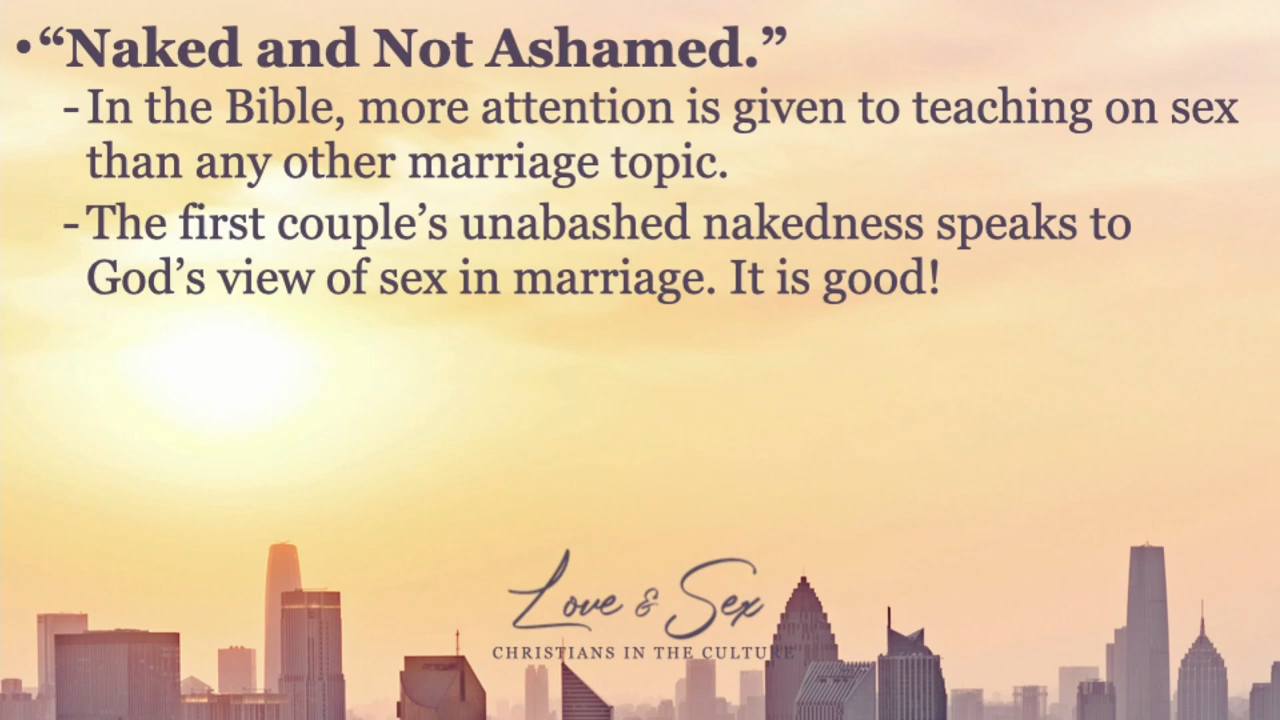 •“Naked and Not Ashamed.”
-In the Bible, more attention is given to teaching on sex
than any other marriage topic.
-The first couple’s unabashed nakedness speaks to
God’s view of sex in marriage. It is good!
Love & Sex
CHRISTIANS IN THE CULTURE